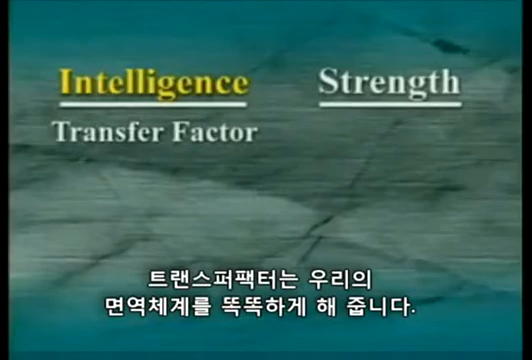 Intelligence Strength
Transfer Factor
트랜스퍼팩터는 우리의
면역체계를 똑똑하게 해 줍니다.